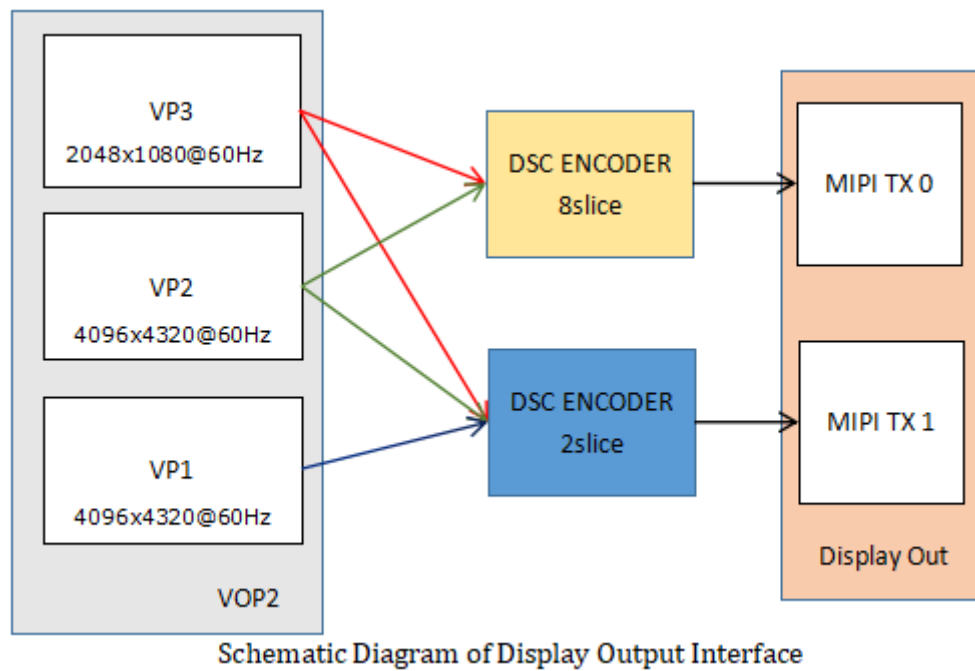 VP3
2048x1080@60Hz
VP2
4096x4320@60Hz
VP1
4096x4320@60Hz
VOP2
DSC ENCODER
8slice
DSC ENCODER
2slice
MIPI TX 0
MIPI TX 1
Display Out
Schematic Diagram of Display Output Interface